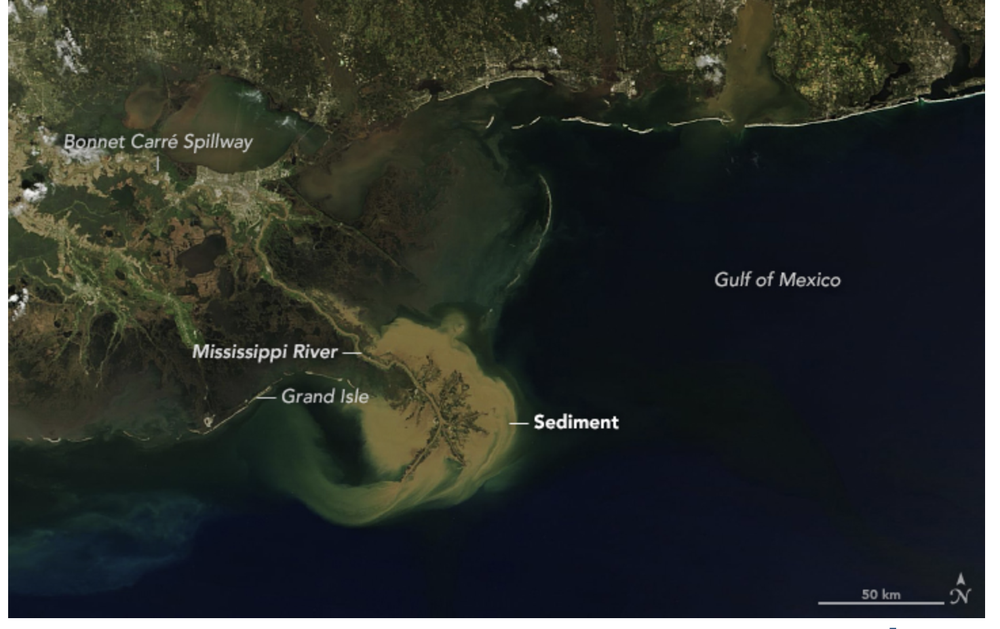 Bonnet Carré Spillway
Gulf of Mexico
Mississippi River
Grand Isle
Sediment
50 km
N